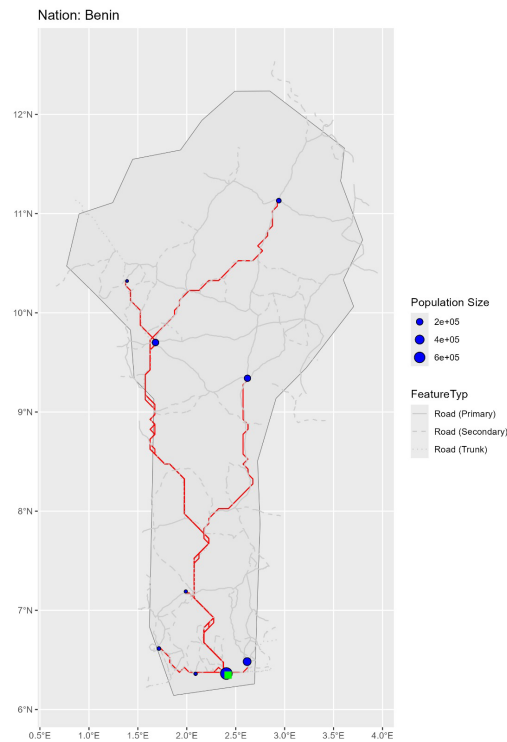 Nation: Benin
12°N
11°N
10°N
9°N
8°N
7°N
6°N
0.5°E
1.0°E
1.5°E
2.0°E
2.5°E
3.0°E
3.5°E
4.0°E
Population Size
2e+05
4e+05
6e+05
FeatureTyp
Road (Primary)
Road (Secondary)
Road (Trunk)